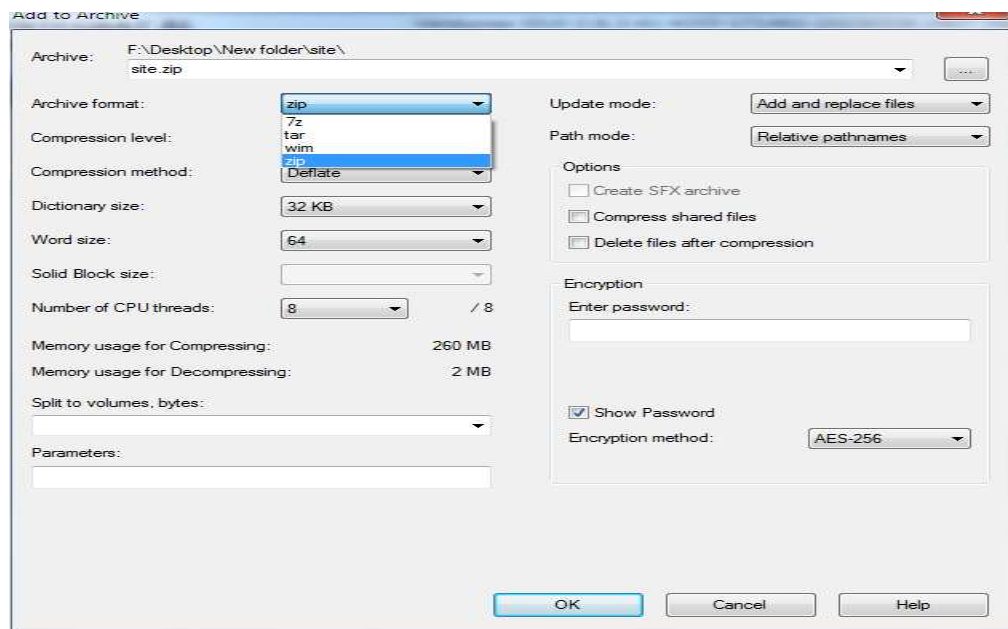 Add to Archive
Archive:
F:\Desktop\New folder\site\
site.zip
...
Archive format:
zip
7z
tar
wim
zip
Compression level:
Compression method:
Deflate
Dictionary size:
32 KB
Word size:
64
Solid Block size:
Number of CPU threads:
8
/ 8
Memory usage for Compressing:
260 MB
Memory usage for Decompressing:
2 MB
Split to volumes, bytes:
Parameters:
Update mode:
Add and replace files
Path mode:
Relative pathnames
Options
Create SFX archive
Compress shared files
Delete files after compression
Encryption
Enter password:
Show Password
Encryption method:
AES-256
OK
Cancel
Help